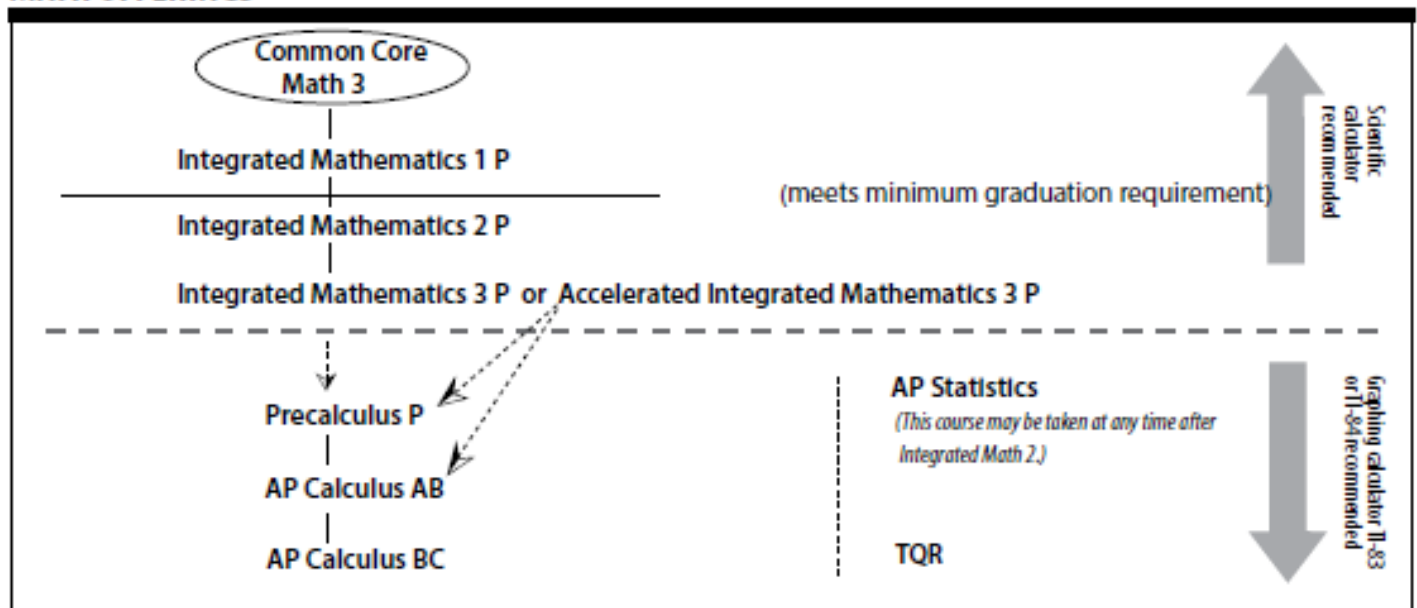 Common Core
Math 3
Integrated Mathematics 1 P
(meets minimum graduation requirement)
Integrated Mathematics 2 P
Integrated Mathematics 3 P or Accelerated Integrated Mathematics 3 P
Scientific
calculator
recommended
Precalculus P
AP Calculus AB
AP Calculus BC
AP Statistics
(This course may be taken at any time after
Integrated Math 2.)
TQR
Graphing calculator TI-83
or TI-84 recommended